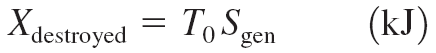 X_destroyed = T_0 S_gen (kJ)